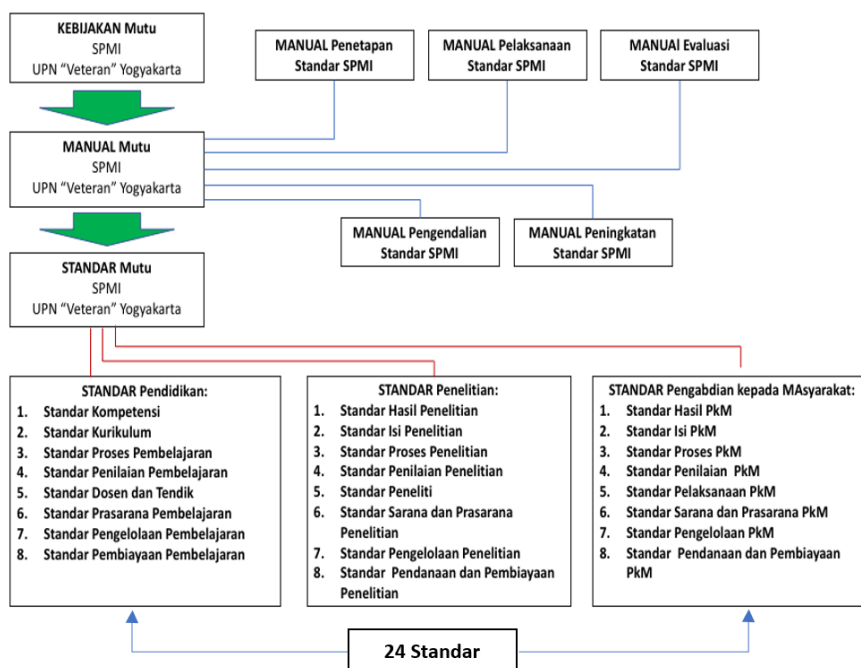 KEBIJAKAN Mutu
SPMI
UPN “Veteran” Yogyakarta
MANUAL Penetapan
Standar SPMI
MANUAL Pelaksanaan
Standar SPMI
MANUAl Evaluasi
Standar SPMI
MANUAL Mutu
SPMI
UPN “Veteran” Yogyakarta
MANUAL Pengendalian
Standar SPMI
MANUAL Peningkatan
Standar SPMI
STANDAR Mutu
SPMI
UPN “Veteran” Yogyakarta
STANDAR Pendidikan:
1. Standar Kompetensi
2. Standar Kurikulum
3. Standar Proses Pembelajaran
4. Standar Penilaian Pembelajaran
5. Standar Dosen dan Tendik
6. Standar Prasarana Pembelajaran
7. Standar Pengelolaan Pembelajaran
8. Standar Pembiayaan Pembelajaran
STANDAR Penelitian:
1. Standar Hasil Penelitian
2. Standar Isi Penelitian
3. Standar Proses Penelitian
4. Standar Penilaian Penelitian
5. Standar Peneliti
6. Standar Sarana dan Prasarana
Penelitian
7. Standar Pengelolaan Penelitian
8. Standar Pendanaan dan Pembiayaan
Penelitian
STANDAR Pengabdian kepada MAsyarakat:
1. Standar Hasil PkM
2. Standar Isi PkM
3. Standar Proses PkM
4. Standar Penilaian PkM
5. Standar Pelaksanaan PkM
6. Standar Sarana dan Prasarana PkM
7. Standar Pengelolaan PkM
8. Standar Pendanaan dan Pembiayaan
PkM
24 Standar